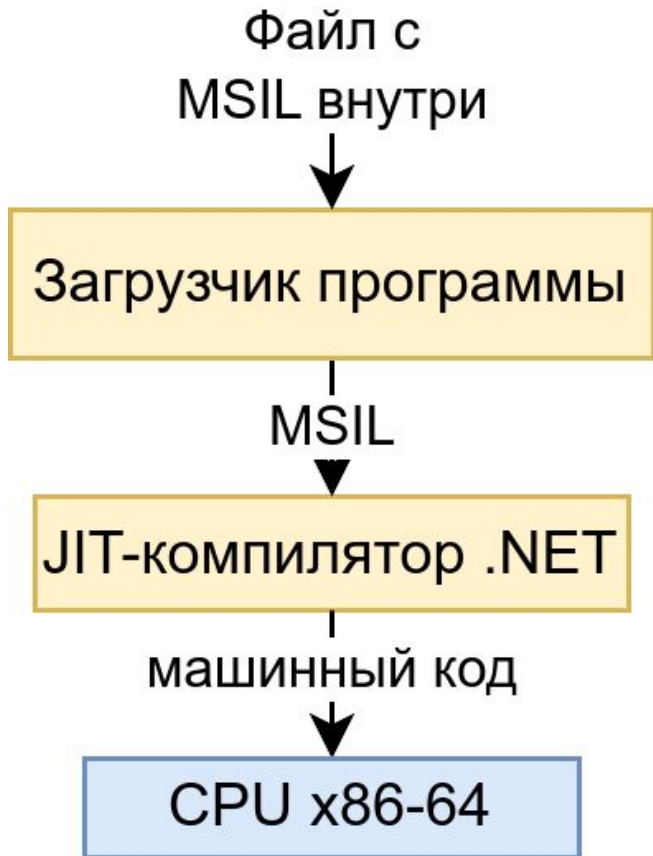 Файл с
MSIL внутри
Загрузчик программы
MSIL
JIT-компилятор .NET
машинный код
CPU x86-64